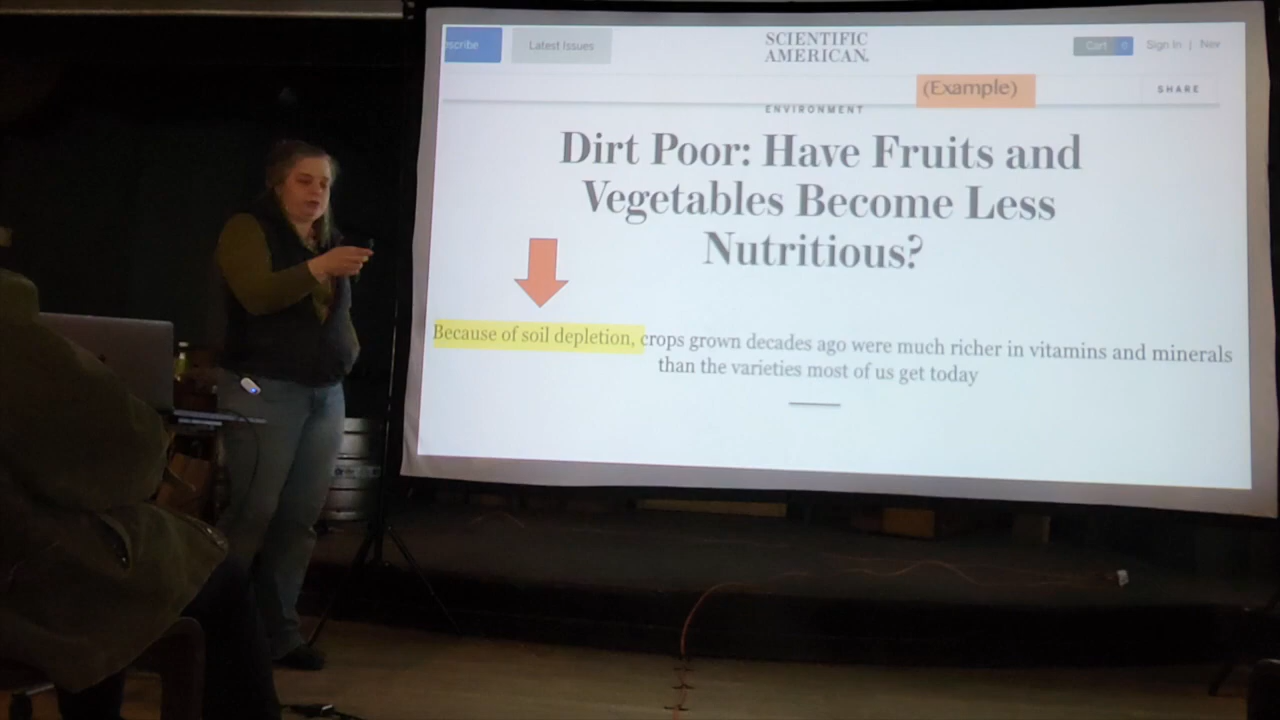 scribe
Latest Issues
SCIENTIFIC
AMERICAN.
Cart 0
Sign In | Nev
(Example)
SHARE
ENVIRONMENT
Dirt Poor: Have Fruits and
Vegetables Become Less
Nutritious?
Because of soil depletion, crops grown decades ago were much richer in vitamins and minerals
than the varieties most of us get today